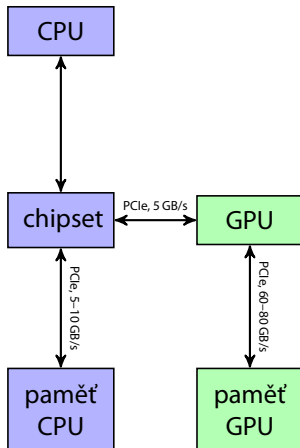 CPU
chipset
PCIe, 5 GB/s
GPU
PCIe, 5–10 GB/s
PCIe, 60–80 GB/s
paměť
CPU
paměť
GPU